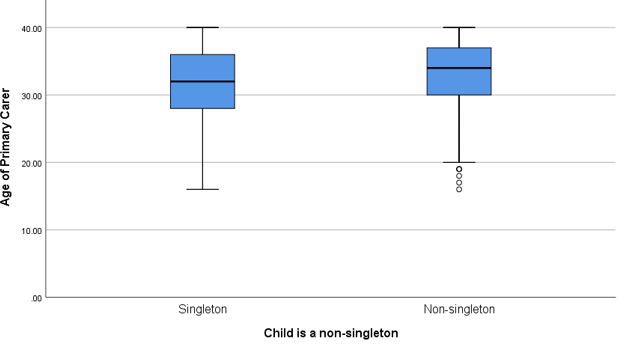 Age of Primary Carer
40.00
30.00
20.00
10.00
.00
Singleton
Non-singleton
Child is a non-singleton